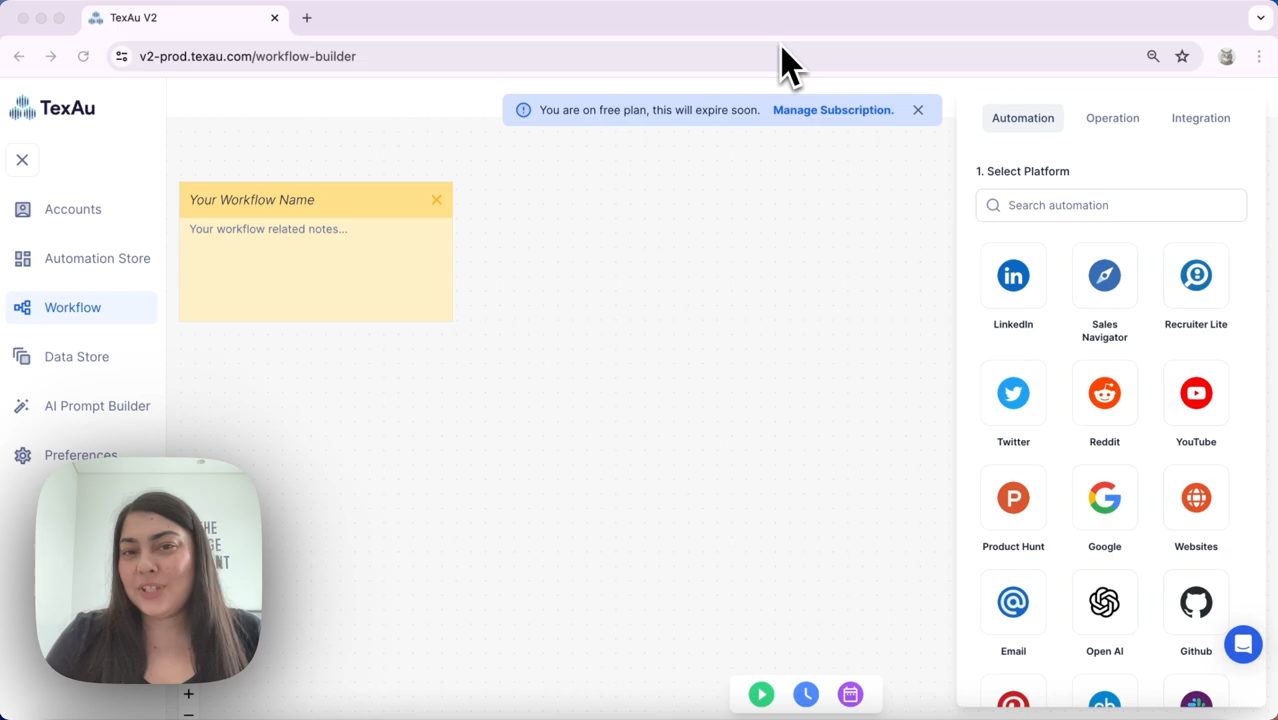 TexAu V2
v2-prod.texau.com/workflow-builder
TexAu
You are on free plan, this will expire soon. Manage Subscription.
Accounts
Automation Store
Workflow
Data Store
AI Prompt Builder
Preferences
Your Workflow Name
Your workflow related notes...
Automation Operation Integration
1. Select Platform
Search automation
LinkedIn
Sales
Navigator
Recruiter Lite
Twitter
Reddit
YouTube
Product Hunt
Google
Websites
Email
Open AI
Github